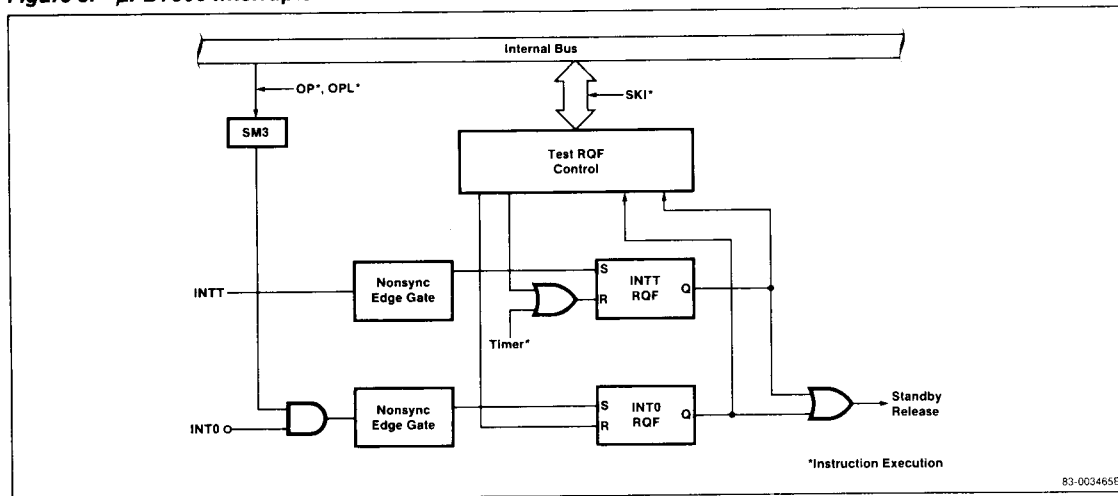 Internal Bus
OP*, OPL*
SKI*
SM3
Test RQF
Control
INTT
Nonsync
Edge Gate
S
R
INTT
RQF
Q
Timer*
INT0
Nonsync
Edge Gate
S
R
INT0
RQF
Q
Standby
Release
*Instruction Execution